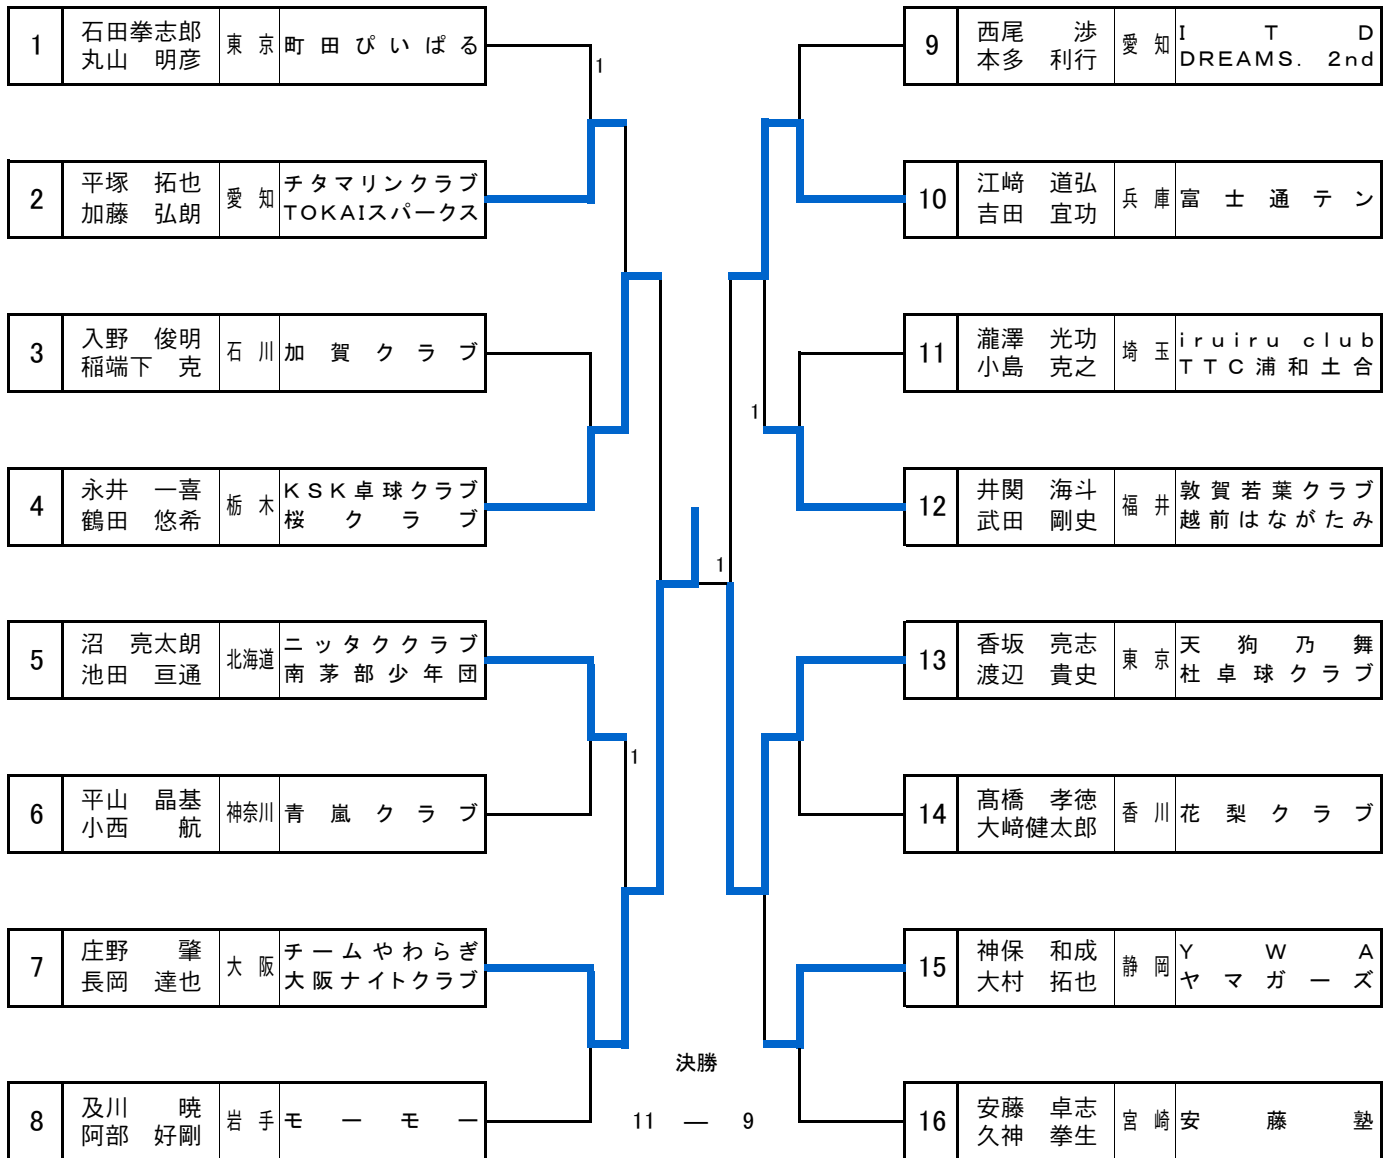 1 石田拳志郎 東京 町田ぴいぱる
丸山 明彦
2 平塚 拓也 愛知 チタマリンクラブ
加藤 弘朗 TOKAIスパークス
3 入野 俊明 石川 加賀クラブ
稲端下 克
4 永井 一喜 栃木 KSK卓球クラブ
鶴田 悠希 桜クラブ
5 沼 亮太朗 北海道 ニッタククラブ
池田 亘通 南茅部少年団
6 平山 晶基 神奈川 青嵐クラブ
小西 航
7 庄野 肇 大阪 チームやわらぎ
長岡 達也 大阪ナイトクラブ
8 及川 暁 岩手 モーモー
阿部 好剛
1
1
1
1
決勝
11 ― 9
9 西尾 渉 愛知 ITD
本多 利行 DREAMS. 2nd
10 江﨑 道弘 兵庫 富士通テン
吉田 宜功
11 瀧澤 光功 埼玉 iruiru club
小島 克之 TTC浦和土合
12 井関 海斗 福井 敦賀若葉クラブ
武田 剛史 越前はながたみ
13 香坂 亮志 東京 天狗乃舞
渡辺 貴史 杜卓球クラブ
14 髙橋 孝徳 香川 花梨クラブ
大﨑健太郎
15 神保 和成 静岡 YWA
大村 拓也 ヤマガーズ
16 安藤 卓志 宮崎 安藤塾
久神 拳生